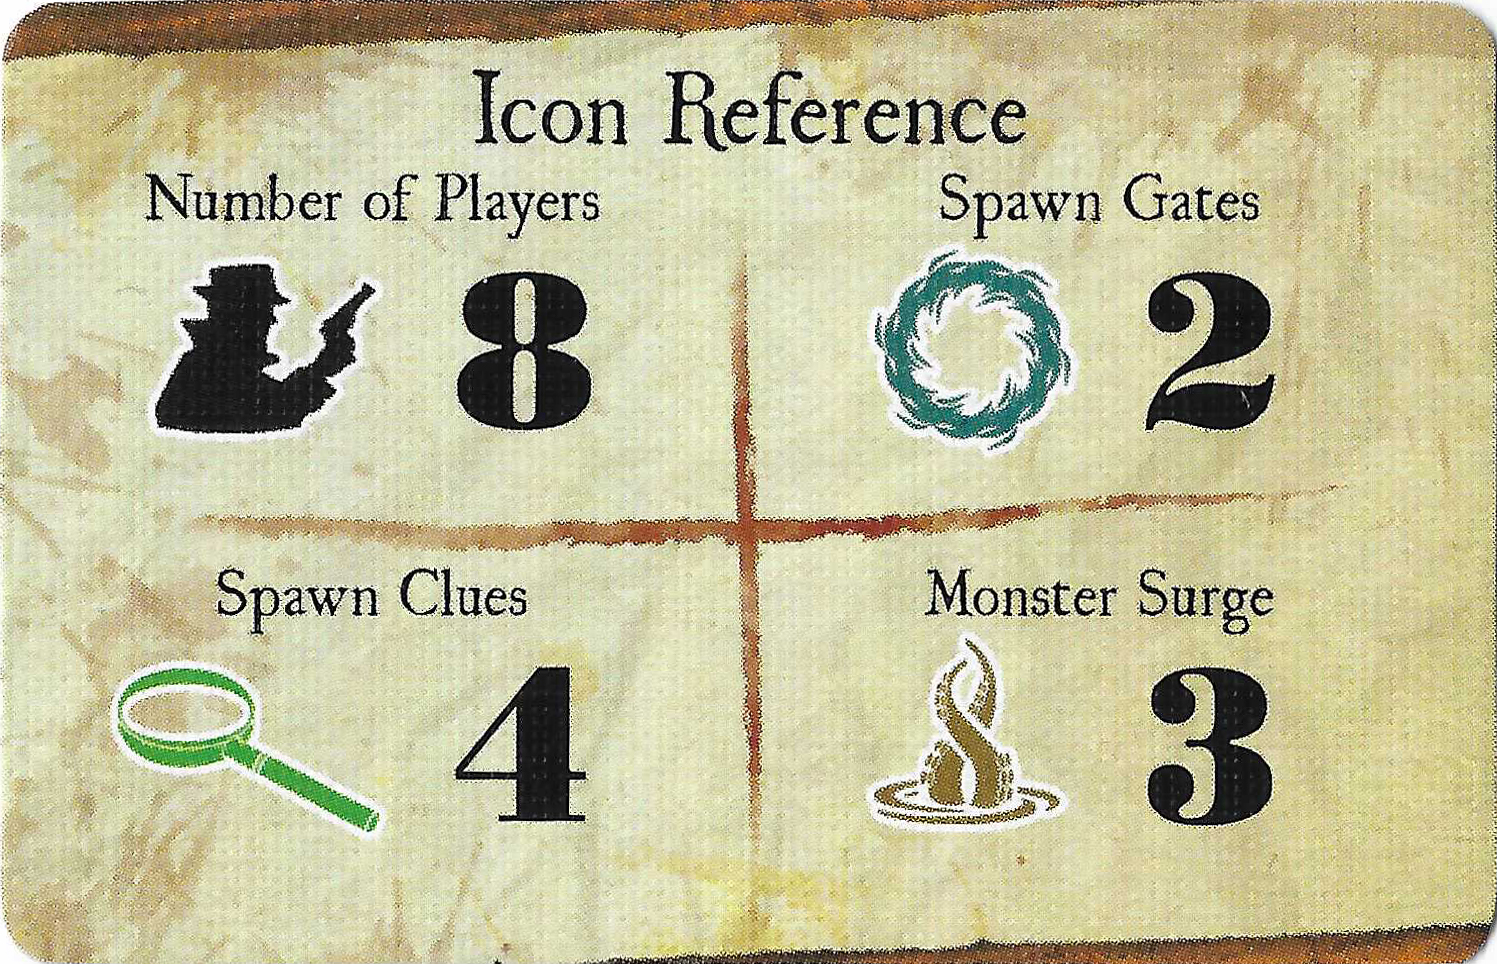 Icon Reference
Number of Players
8
Spawn Gates
2
Spawn Clues
4
Monster Surge
3